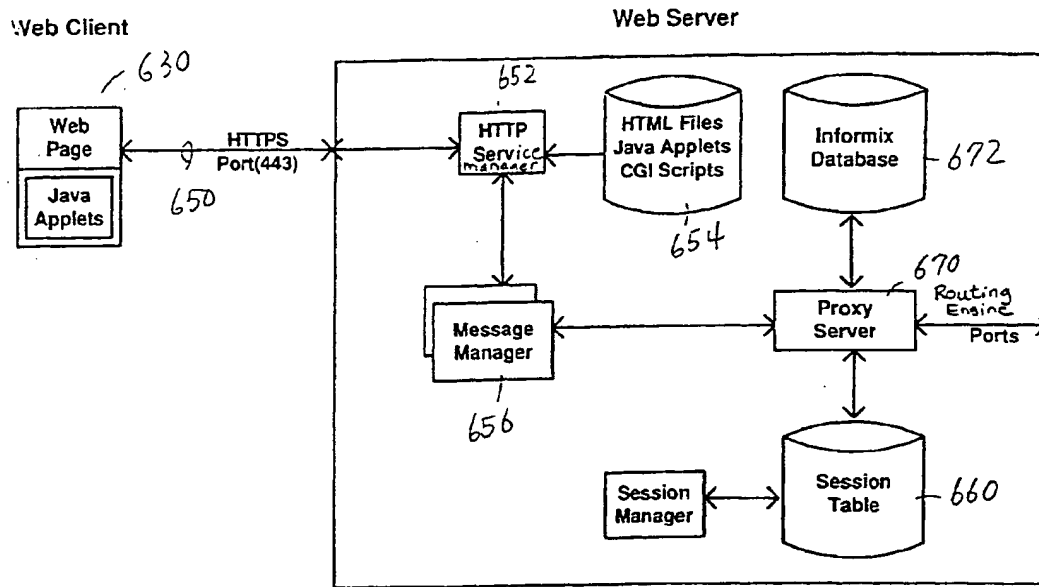 Web Client
Web Server
630
Web
Page
Java
Applets
HTTPS
Port(443)
650
652
HTTP
Service
manager
HTML Files
Java Applets
CGI Scripts
654
Informix
Database
672
Message
Manager
656
670
Proxy
Server
Routing
Engine
Ports
Session
Manager
Session
Table
660